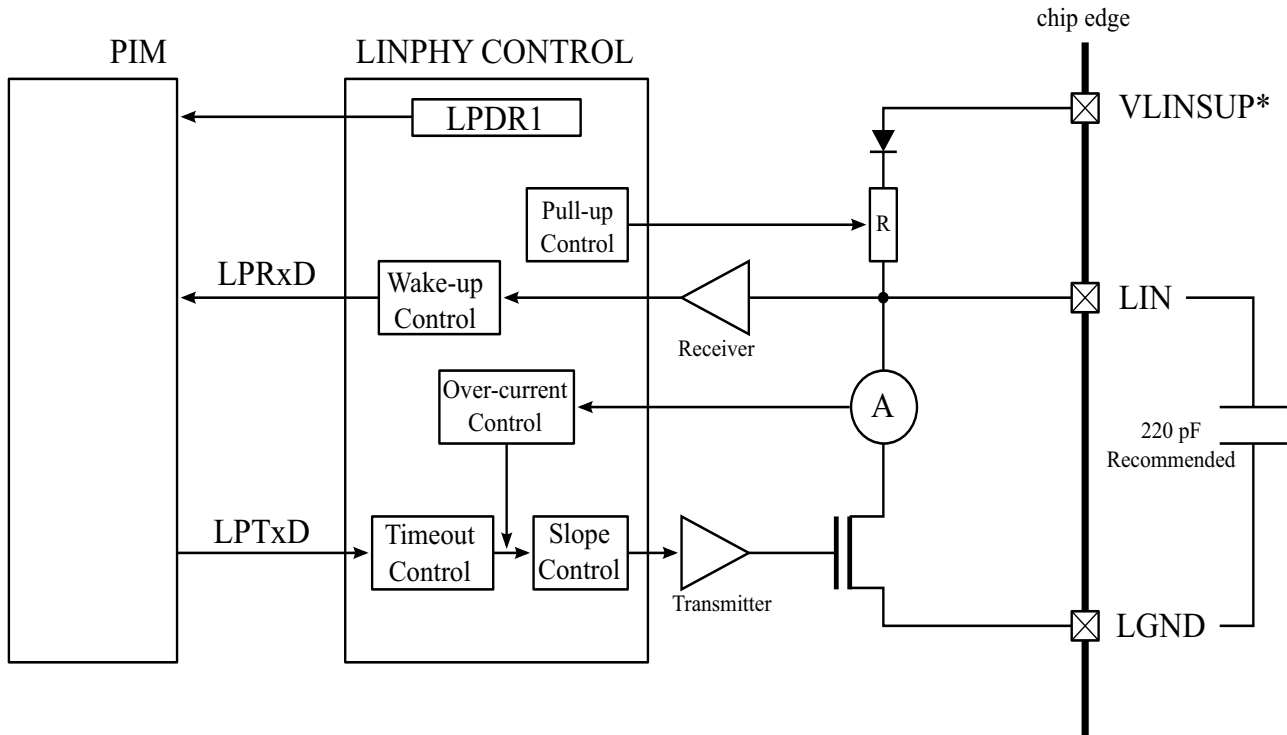 chip edge
PIM
LINPHY CONTROL
VLINSUP*
LPDR1
Pull-up
Control
R
LPRxD
Wake-up
Control
Receiver
LIN
Over-current
Control
A
220 pF
Recommended
LPTxD
Timeout
Control
Slope
Control
Transmitter
LGND